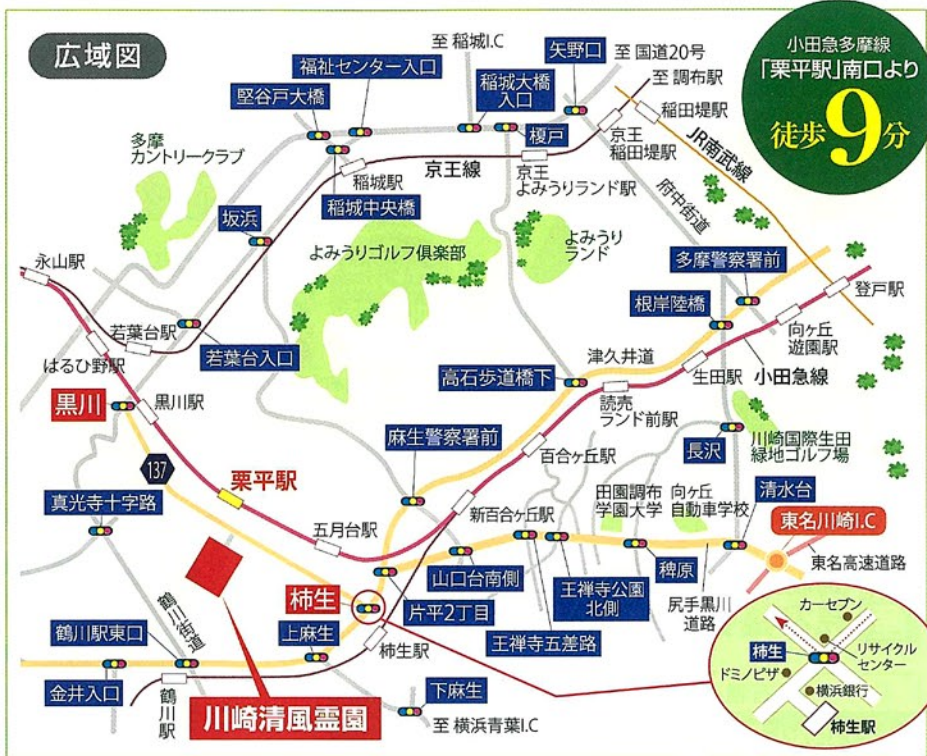 広域図
小田急多摩線
「栗平駅」南口より
徒歩9分
至 稲城I.C
矢野口
至 国道20号
至 調布駅
福祉センター入口
堅谷戸大橋
稲城大橋
入口
榎戸
稲田堤駅
京王
稲田堤駅
JR南武線
多摩
カントリークラブ
稲城駅
京王線
京王
よみうりランド駅
府中街道
稲城中央橋
坂浜
よみうりゴルフ倶楽部
よみうり
ランド
多摩警察署前
永山駅
登戸駅
根岸陸橋
向ヶ丘
遊園駅
若葉台駅
若葉台入口
はるひ野駅
津久井道
生田駅
小田急線
高石歩道橋下
読売
ランド前駅
黒川
黒川駅
麻生警察署前
百合ヶ丘駅
長沢
川崎国際生田
緑地ゴルフ場
137
栗平駅
真光寺十字路
五月台駅
新百合ヶ丘駅
田園調布
学園大学
向ヶ丘
自動車学校
清水台
東名川崎I.C
東名高速道路
山口台南側
王禅寺公園
北側
稗原
尻手黒川
道路
柿生
片平2丁目
王禅寺五差路
鶴川街道
鶴川駅東口
上麻生
柿生駅
金井入口
鶴川駅
川崎清風霊園
下麻生
至 横浜青葉I.C
カーセブン
柿生
リサイクル
センター
ドミノピザ
横浜銀行
柿生駅